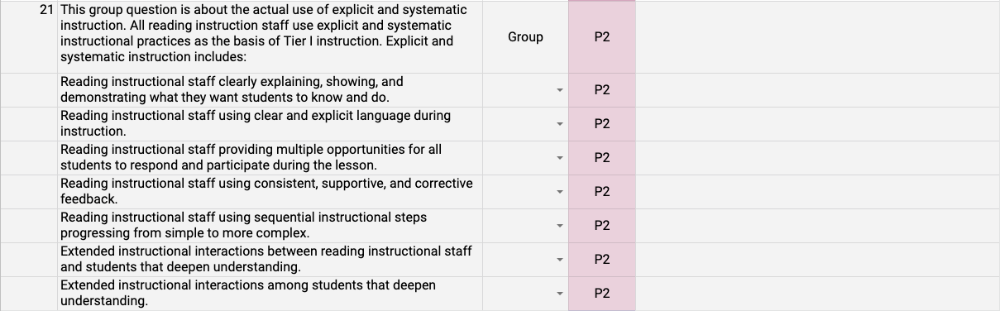 21 This group question is about the actual use of explicit and systematic
instruction. All reading instruction staff use explicit and systematic
instructional practices as the basis of Tier I instruction. Explicit and
systematic instruction includes:
Group
P2
Reading instructional staff clearly explaining, showing, and
demonstrating what they want students to know and do.
P2
Reading instructional staff using clear and explicit language during
instruction.
P2
Reading instructional staff providing multiple opportunities for all
students to respond and participate during the lesson.
P2
Reading instructional staff using consistent, supportive, and corrective
feedback.
P2
Reading instructional staff using sequential instructional steps
progressing from simple to more complex.
P2
Extended instructional interactions between reading instructional staff
and students that deepen understanding.
P2
Extended instructional interactions among students that deepen
understanding.
P2